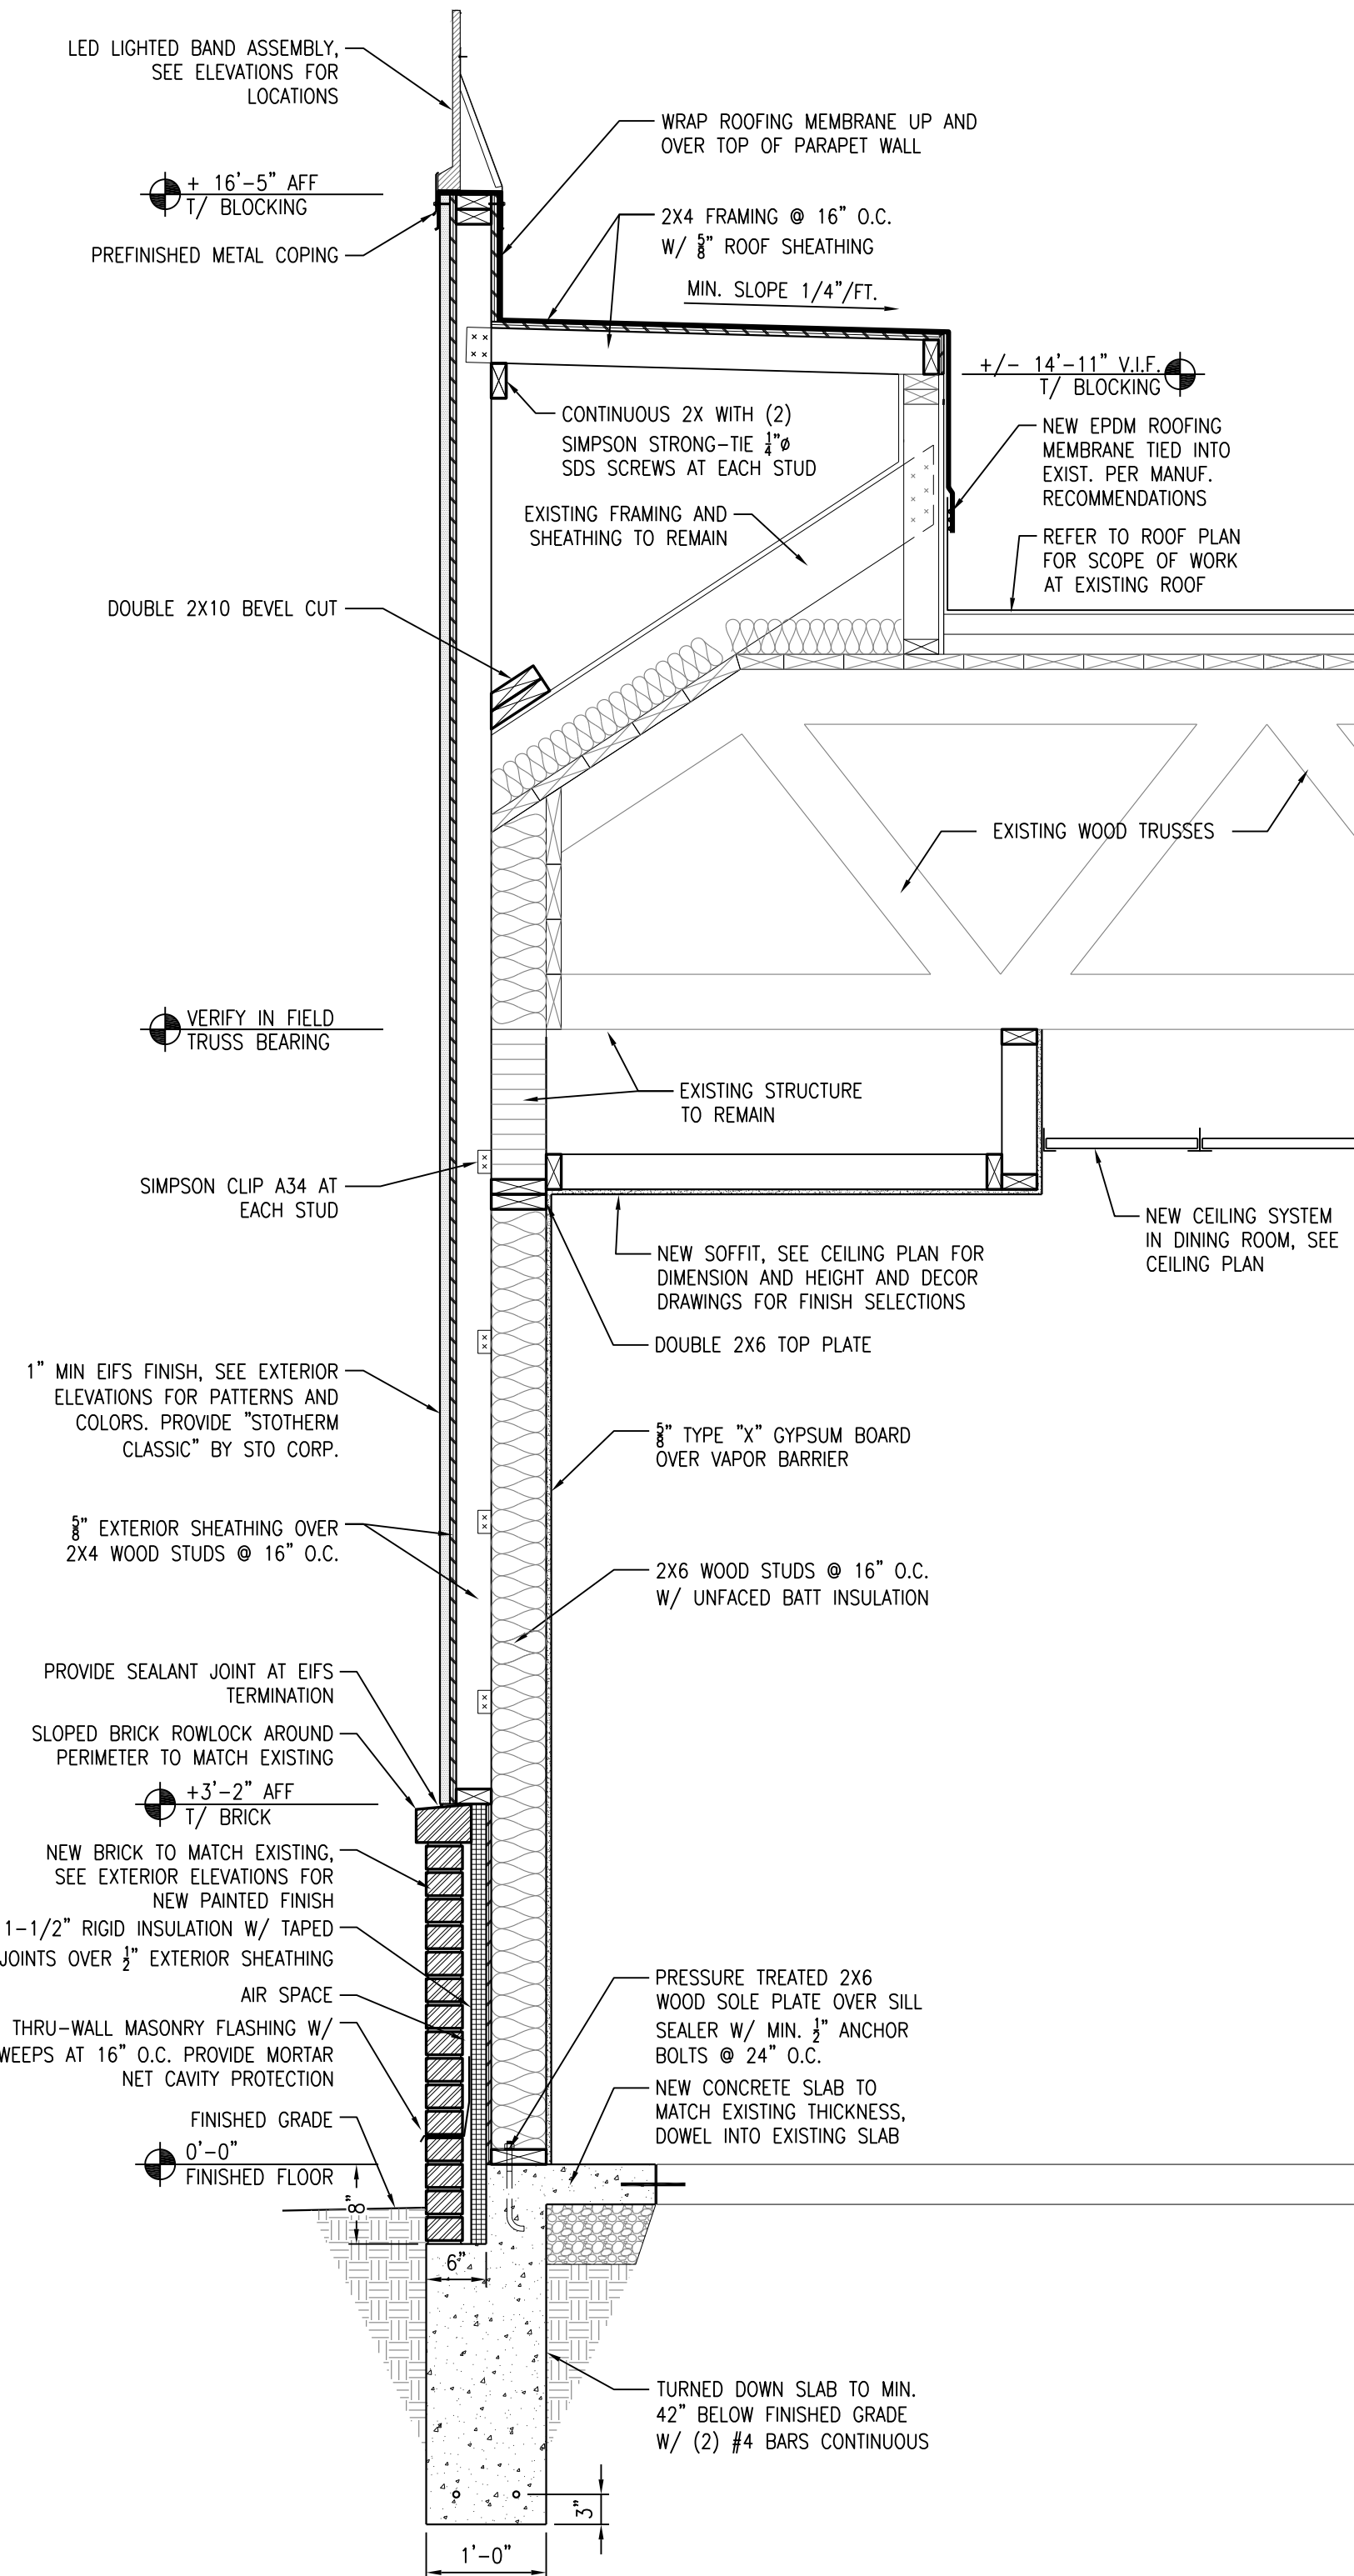 LED LIGHTED BAND ASSEMBLY,
SEE ELEVATIONS FOR
LOCATIONS
WRAP ROOFING MEMBRANE UP AND
OVER TOP OF PARAPET WALL
+ 16'-5" AFF
T/ BLOCKING
PREFINISHED METAL COPING
2X4 FRAMING @ 16" O.C.
W/ 5/8" ROOF SHEATHING
MIN. SLOPE 1/4"/FT.
+/- 14'-11" V.I.F.
T/ BLOCKING
CONTINUOUS 2X WITH (2)
SIMPSON STRONG-TIE 1/4"ø
SDS SCREWS AT EACH STUD
NEW EPDM ROOFING
MEMBRANE TIED INTO
EXIST. PER MANUF.
RECOMMENDATIONS
EXISTING FRAMING AND
SHEATHING TO REMAIN
REFER TO ROOF PLAN
FOR SCOPE OF WORK
AT EXISTING ROOF
DOUBLE 2X10 BEVEL CUT
EXISTING WOOD TRUSSES
VERIFY IN FIELD
TRUSS BEARING
EXISTING STRUCTURE
TO REMAIN
SIMPSON CLIP A34 AT
EACH STUD
NEW CEILING SYSTEM
IN DINING ROOM, SEE
CEILING PLAN
NEW SOFFIT, SEE CEILING PLAN FOR
DIMENSION AND HEIGHT AND DECOR
DRAWINGS FOR FINISH SELECTIONS
DOUBLE 2X6 TOP PLATE
1" MIN EIFS FINISH, SEE EXTERIOR
ELEVATIONS FOR PATTERNS AND
COLORS. PROVIDE "STOTHERM
CLASSIC" BY STO CORP.
5/8" TYPE "X" GYPSUM BOARD
OVER VAPOR BARRIER
5/8" EXTERIOR SHEATHING OVER
2X4 WOOD STUDS @ 16" O.C.
2X6 WOOD STUDS @ 16" O.C.
W/ UNFACED BATT INSULATION
PROVIDE SEALANT JOINT AT EIFS
TERMINATION
SLOPED BRICK ROWLOCK AROUND
PERIMETER TO MATCH EXISTING
+3'-2" AFF
T/ BRICK
NEW BRICK TO MATCH EXISTING,
SEE EXTERIOR ELEVATIONS FOR
NEW PAINTED FINISH
1-1/2" RIGID INSULATION W/ TAPED
JOINTS OVER 1/2" EXTERIOR SHEATHING
AIR SPACE
THRU-WALL MASONRY FLASHING W/
WEEPS AT 16" O.C. PROVIDE MORTAR
NET CAVITY PROTECTION
FINISHED GRADE
0'-0"
FINISHED FLOOR
PRESSURE TREATED 2X6
WOOD SOLE PLATE OVER SILL
SEALER W/ MIN. 1/2" ANCHOR
BOLTS @ 24" O.C.
NEW CONCRETE SLAB TO
MATCH EXISTING THICKNESS,
DOWEL INTO EXISTING SLAB
8"
6"
TURNED DOWN SLAB TO MIN.
42" BELOW FINISHED GRADE
W/ (2) #4 BARS CONTINUOUS
3"
1'-0"